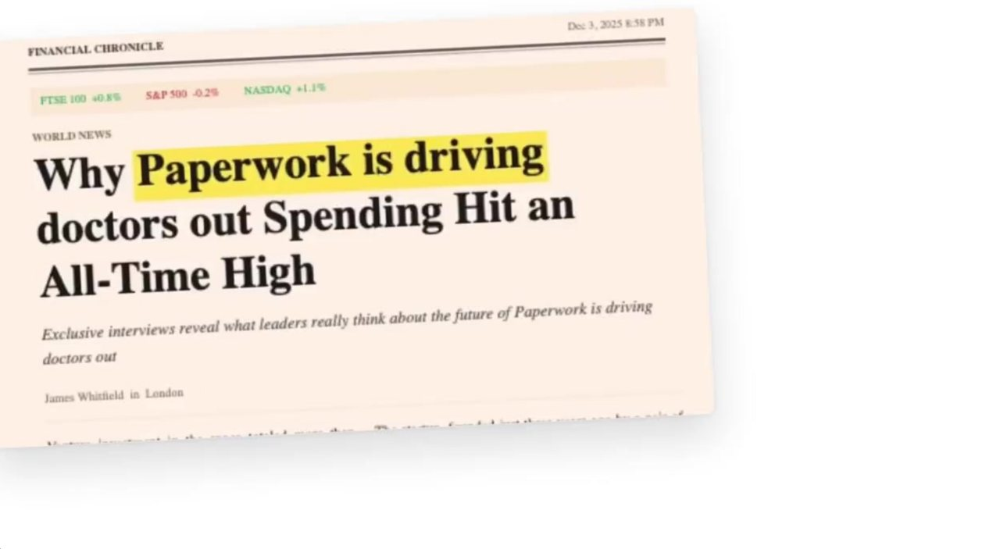 FINANCIAL CHRONICLE
Dec 3, 2025 8:58 PM
FTSE 100 +0.8% S&P 500 -0.2% NASDAQ +1.1%
WORLD NEWS
Why Paperwork is driving
doctors out Spending Hit an
All-Time High
Exclusive interviews reveal what leaders really think about the future of Paperwork is driving
doctors out
James Whitfield in London